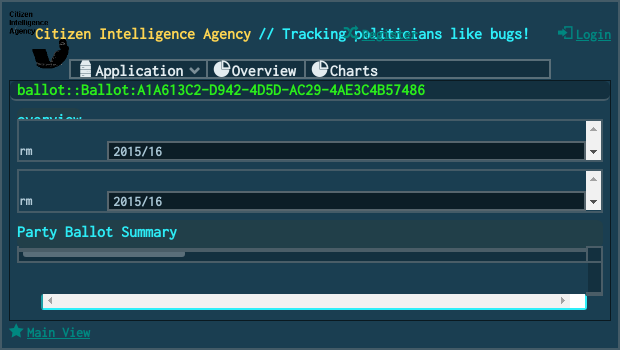 Citizen
Intelligence
Agency
Citizen Intelligence Agency // Tracking politicians like bugs!
Register
Login
Application
Overview
Charts
ballot::Ballot:A1A613C2-D942-4D5D-AC29-4AE3C4B57486
overview
rm 2015/16
rm 2015/16
Party Ballot Summary
Main View